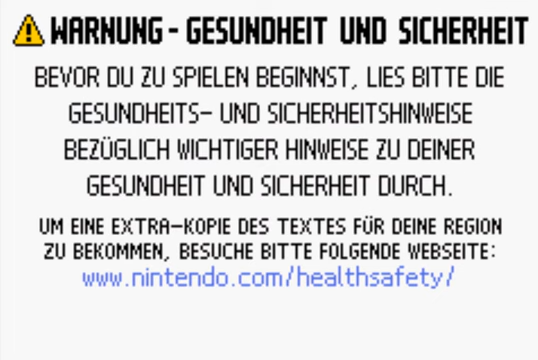 WARNUNG - GESUNDHEIT UND SICHERHEIT
BEVOR DU ZU SPIELEN BEGINNST, LIES BITTE DIE
GESUNDHEITS- UND SICHERHEITSHINWEISE
BEZÜGLICH WICHTIGER HINWEISE ZU DEINER
GESUNDHEIT UND SICHERHEIT DURCH.
UM EINE EXTRA-KOPIE DES TEXTES FÜR DEINE REGION
ZU BEKOMMEN, BESUCHE BITTE FOLGENDE WEBSEITE:
www.nintendo.com/healthsafety/